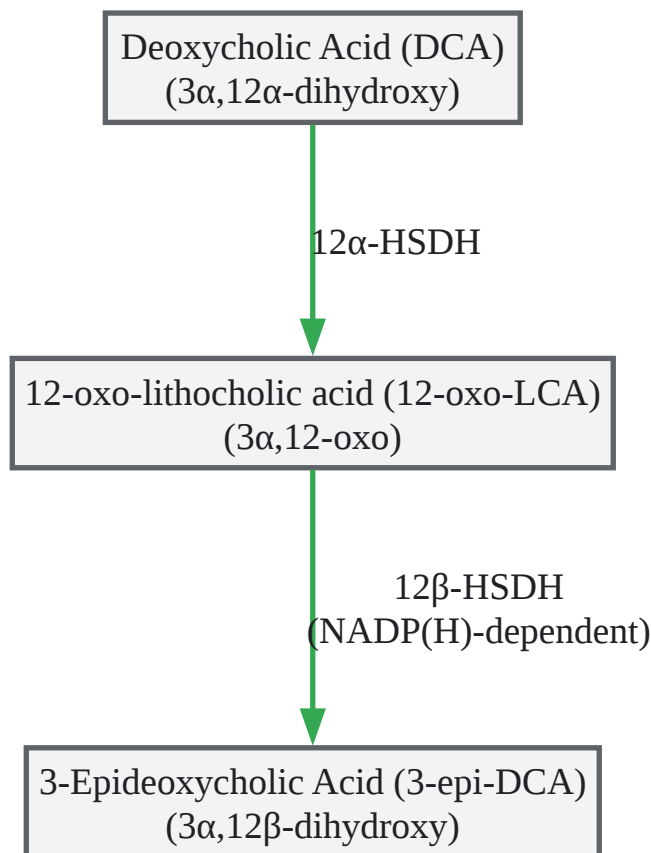 Deoxycholic Acid (DCA)
(3α,12α-dihydroxy)
12α-HSDH
12-oxo-lithocholic acid (12-oxo-LCA)
(3α,12-oxo)
12β-HSDH
(NADP(H)-dependent)
3-Epideoxycholic Acid (3-epi-DCA)
(3α,12β-dihydroxy)